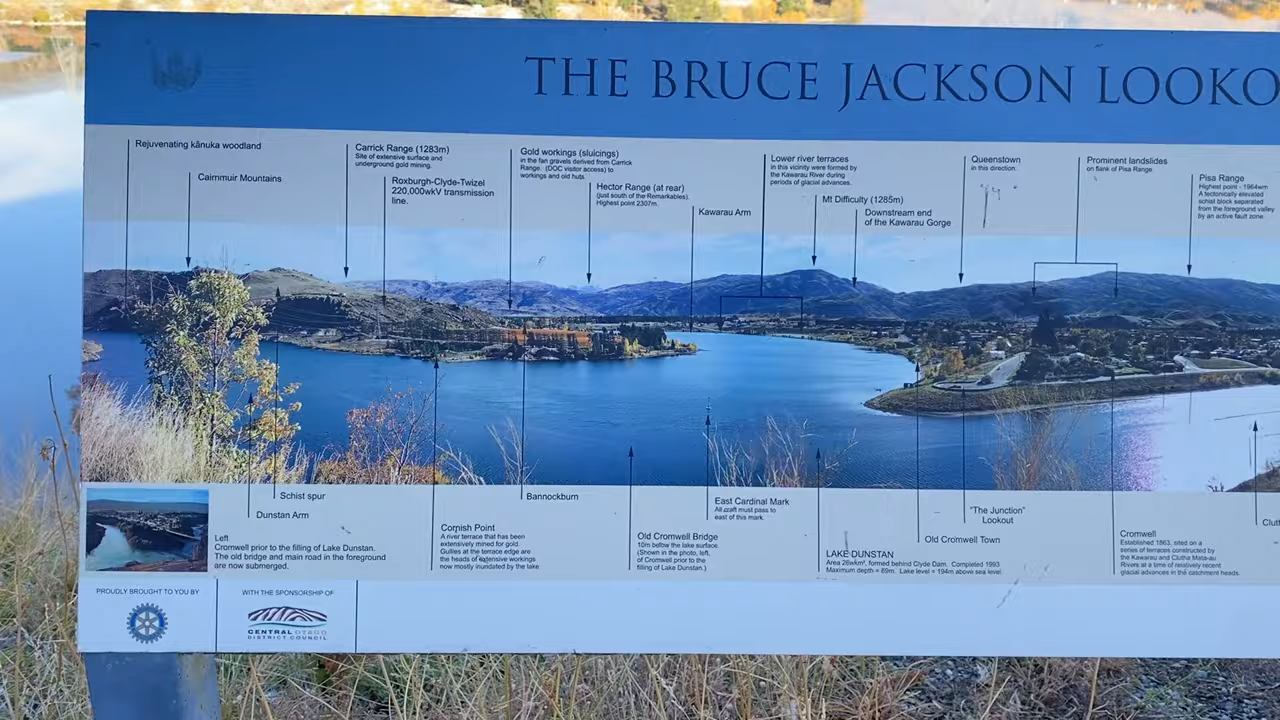 THE BRUCE JACKSON LOOKO
Rejuvenating kānuka woodland
Cairnmuir Mountains
Carrick Range (1283m)
Site of extensive surface and
underground gold mining.
Roxburgh-Clyde-Twizel
220,000wkV transmission
line.
Gold workings (sluicings)
in the fan gravels derived from Carrick
Range. (DOC visitor access) to
workings and old huts.
Hector Range (at rear)
(just south of the Remarkables).
Highest point 2307m.
Kawarau Arm
Lower river terraces
in this vicinity were formed by
the Kawarau River during
periods of glacial advances.
Mt Difficulty (1285m)
Downstream end
of the Kawarau Gorge
Queenstown
in this direction.
Prominent landslides
on flank of Pisa Range.
Pisa Range
Highest point - 1964wm
A tectonically elevated
schist block separated
from the foreground valley
by an active fault zone.
Schist spur
Dunstan Arm
Left
Cromwell prior to the filling of Lake Dunstan.
The old bridge and main road in the foreground
are now submerged.
Cornish Point
A river terrace that has been
extensively mined for gold.
Gullies at the terrace edge are
the heads of extensive workings
now mostly inundated by the lake
Bannockburn
Old Cromwell Bridge
10m below the lake surface.
(Shown in the photo, left,
of Cromwell prior to the
filling of Lake Dunstan.)
East Cardinal Mark
All craft must pass to
east of this mark.
LAKE DUNSTAN
Area 26wkm², formed behind Clyde Dam. Completed 1993
Maximum depth = 69m. Lake level = 194m above sea level
Old Cromwell Town
"The Junction"
Lookout
Cromwell
Established 1863, sited on a
series of terraces constructed by
the Kawarau and Clutha Mata-au
Rivers at a time of relatively recent
glacial advances in the catchment heads.
Clut
PROUDLY BROUGHT TO YOU BY
WITH THE SPONSORSHIP OF
CENTRAL OTAGO
DISTRICT COUNCIL